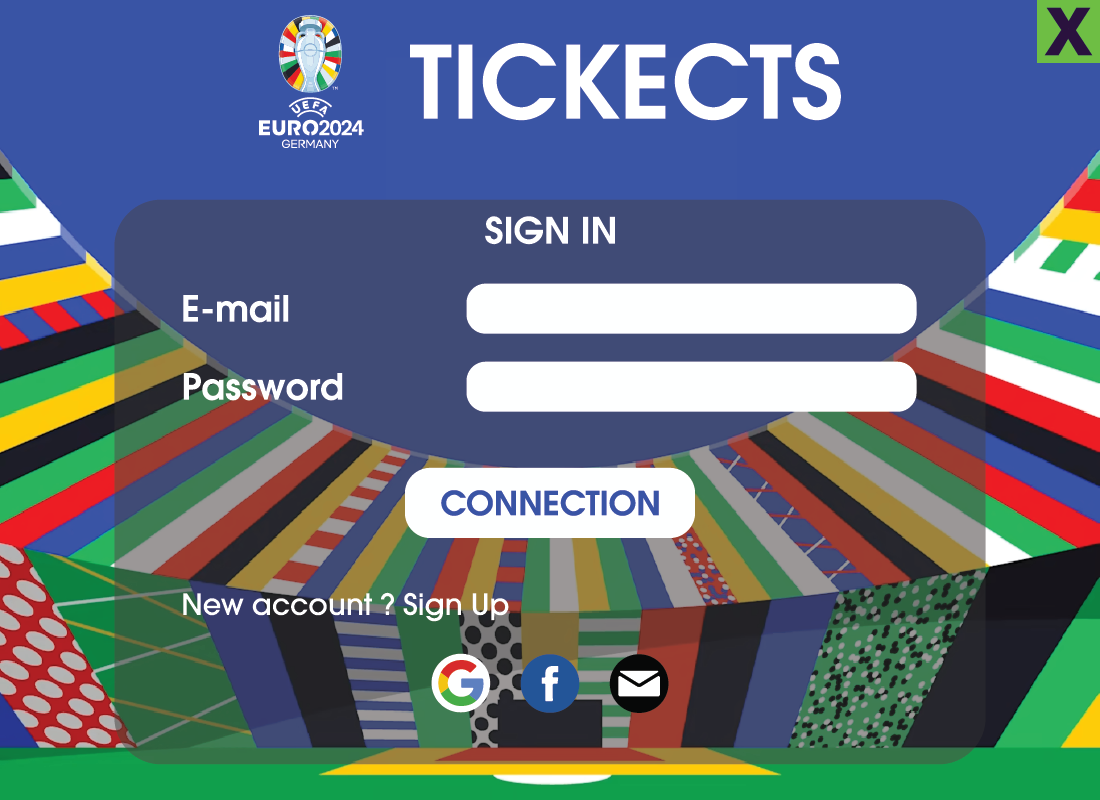 X
TICKECTS
UEFA
EURO2024
GERMANY
SIGN IN
E-mail
Password
CONNECTION
New account ? Sign Up
G
f